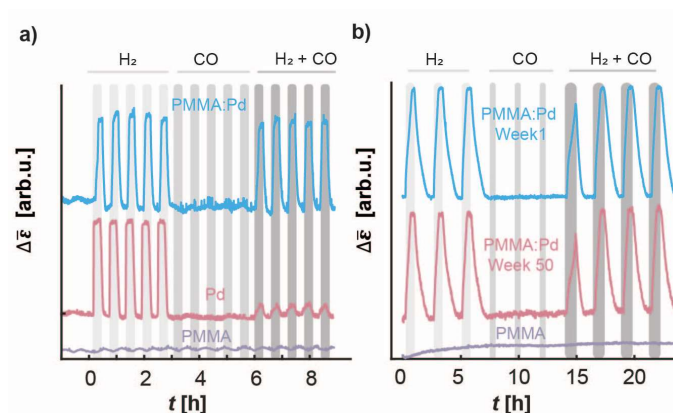 a)
H₂
CO
H₂ + CO
PMMA:Pd
Pd
PMMA
Δε̄ [arb.u.]
0 2 4 6 8
t [h]
b)
H₂
CO
H₂ + CO
PMMA:Pd
Week1
PMMA:Pd
Week 50
PMMA
Δε̄ [arb.u.]
0 5 10 15 20
t [h]